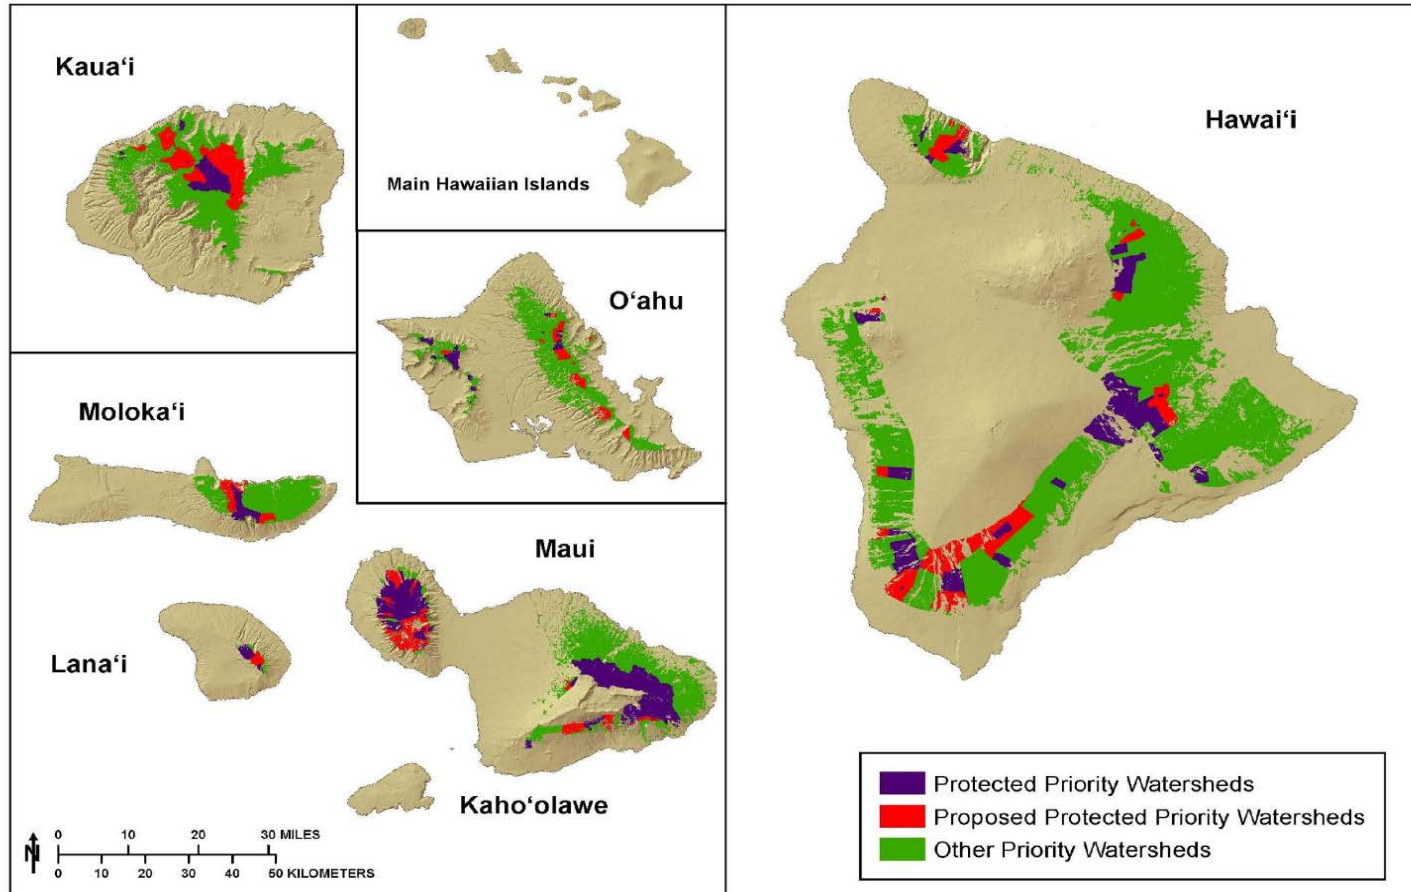 Kaua‘i
Main Hawaiian Islands
Hawai‘i
O‘ahu
Moloka‘i
Maui
Lana‘i
Kaho‘olawe
Protected Priority Watersheds
Proposed Protected Priority Watersheds
Other Priority Watersheds
N
0 10 20 30 MILES
0 10 20 30 40 50 KILOMETERS